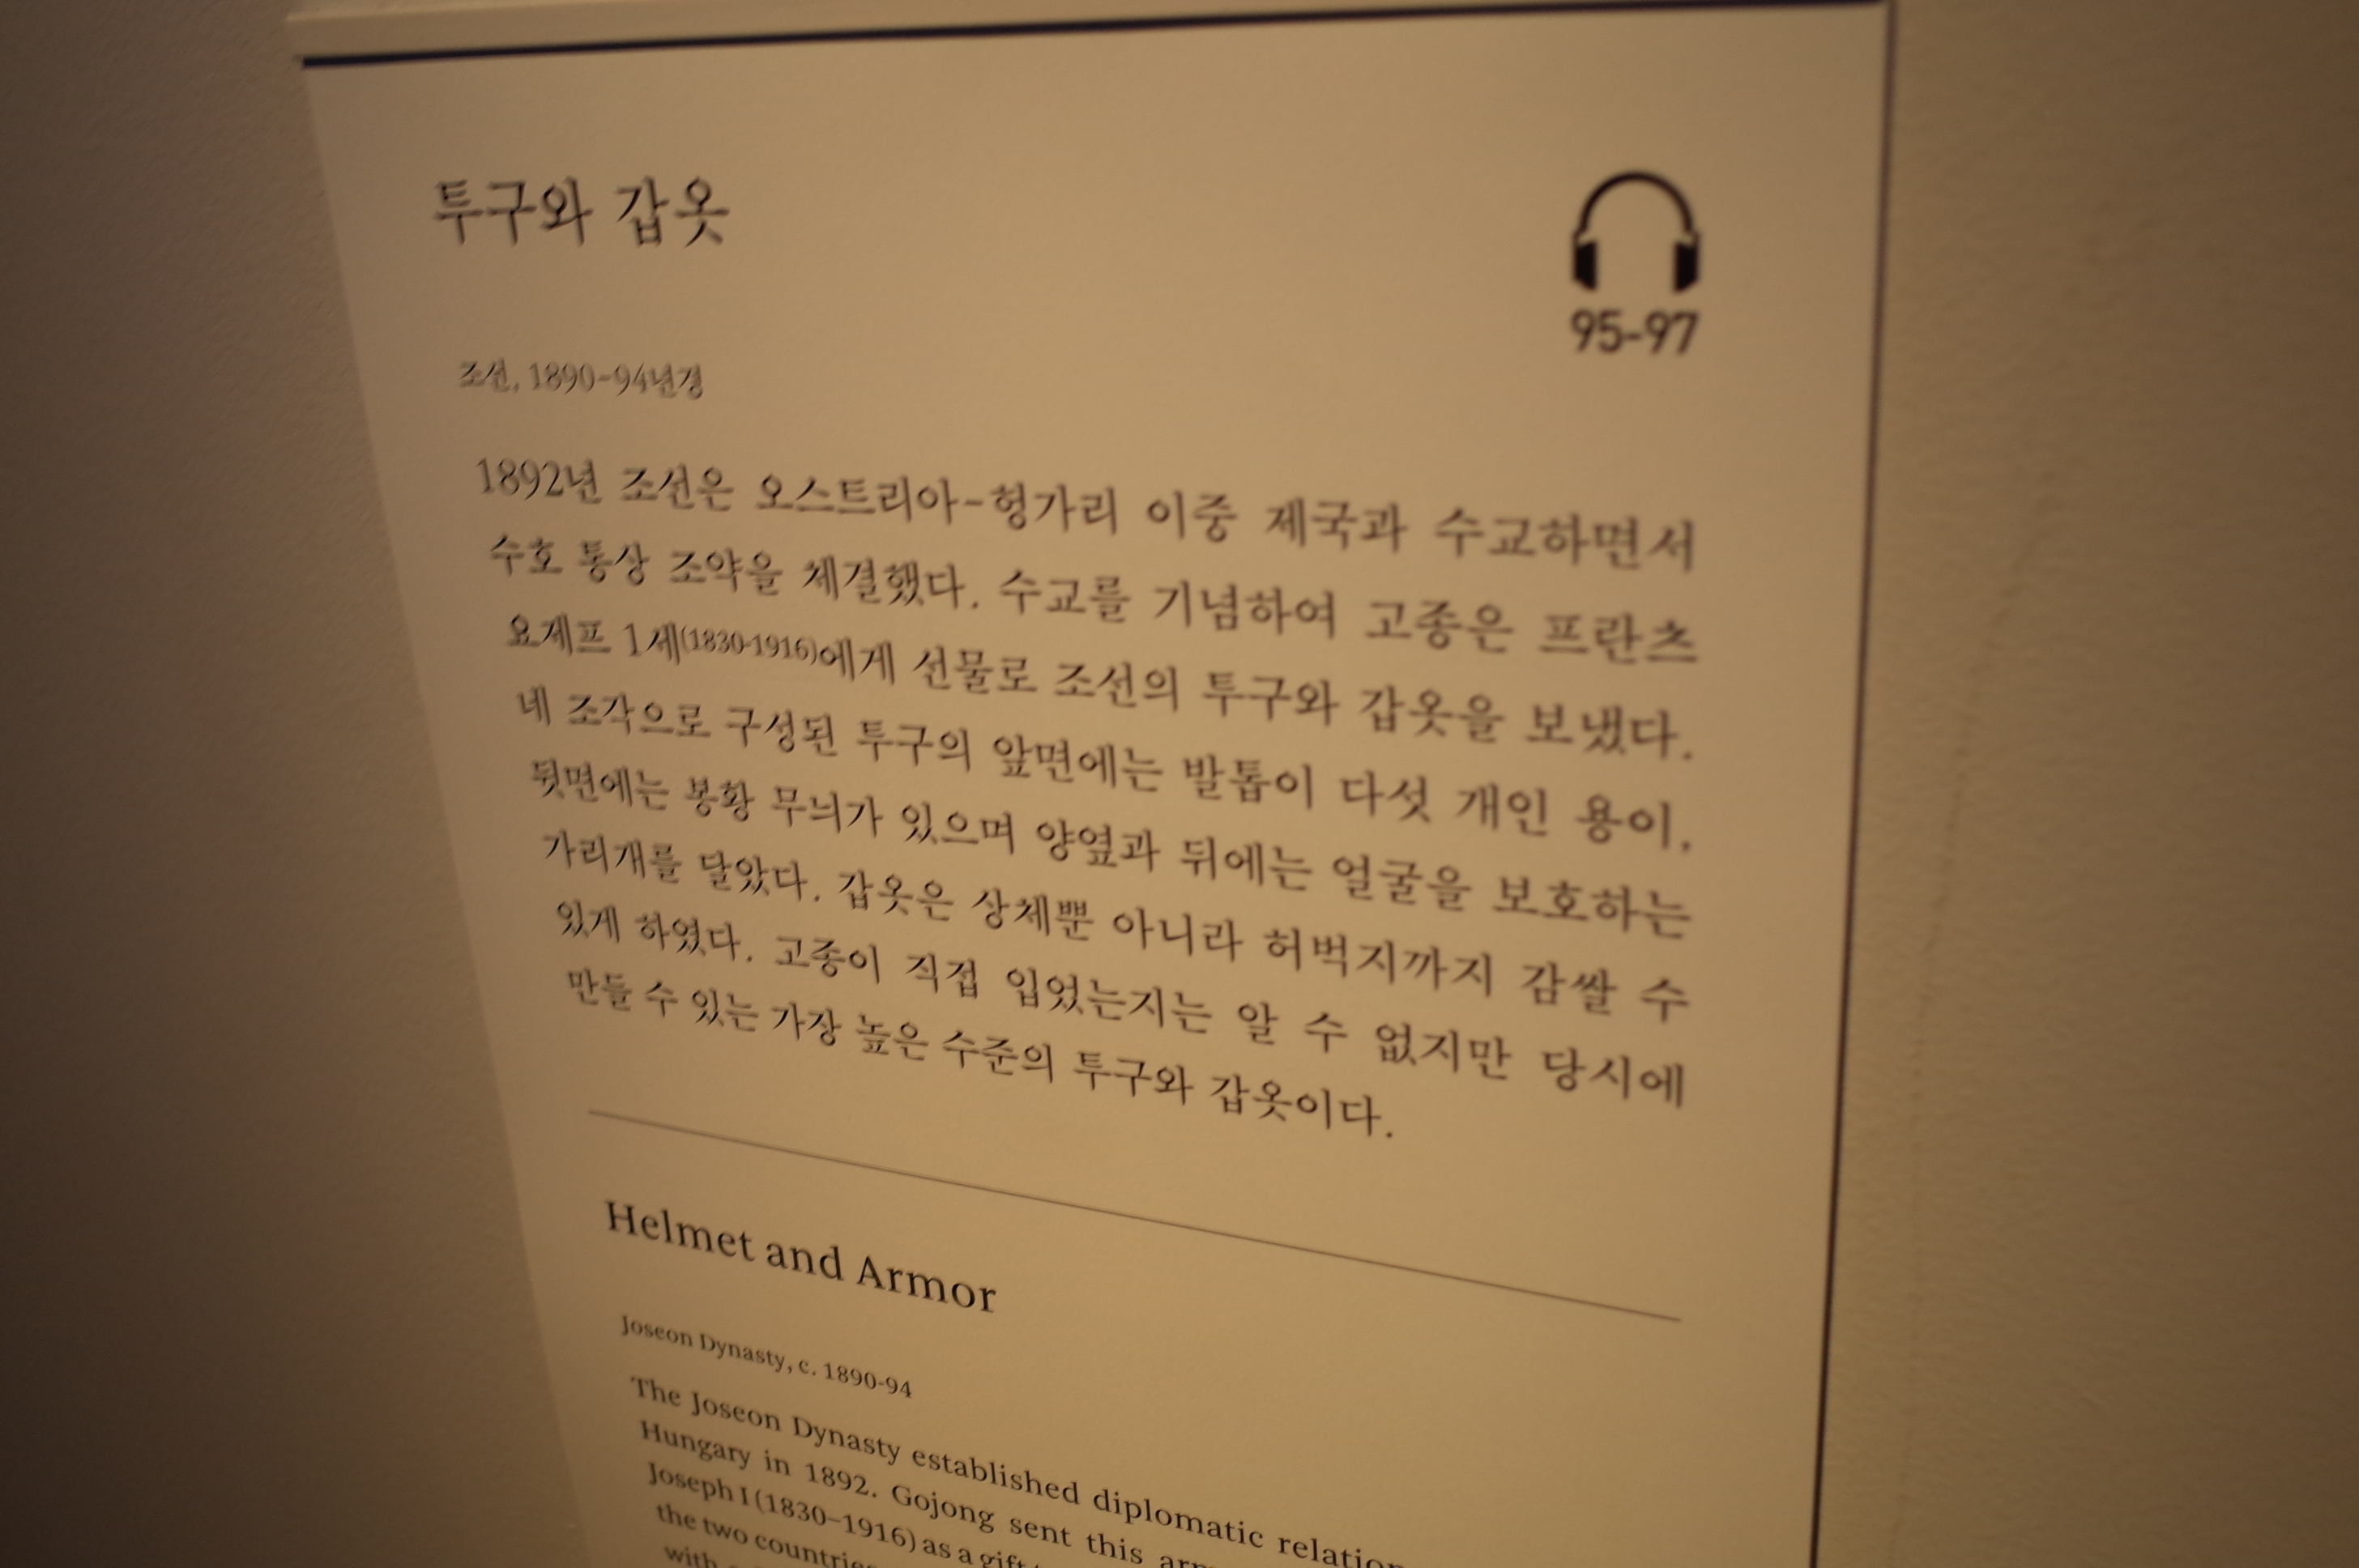 투구와 갑옷
95-97
조선, 1890-94년경
1892년 조선은 오스트리아-헝가리 이중 제국과 수교하면서
수호 통상 조약을 체결했다. 수교를 기념하여 고종은 프란츠
요제프 1세(1830-1916)에게 선물로 조선의 투구와 갑옷을 보냈다.
네 조각으로 구성된 투구의 앞면에는 발톱이 다섯 개인 용이,
뒷면에는 봉황 무늬가 있으며 양옆과 뒤에는 얼굴을 보호하는
가리개를 달았다. 갑옷은 상체뿐 아니라 허벅지까지 감쌀 수
있게 하였다. 고종이 직접 입었는지는 알 수 없지만 당시에
만들 수 있는 가장 높은 수준의 투구와 갑옷이다.
Helmet and Armor
Joseon Dynasty, c. 1890-94
The Joseon Dynasty established diplomatic
Hungary in 1892. Gojong sent this
Joseph I (1830–1916) as a gift
the two
with